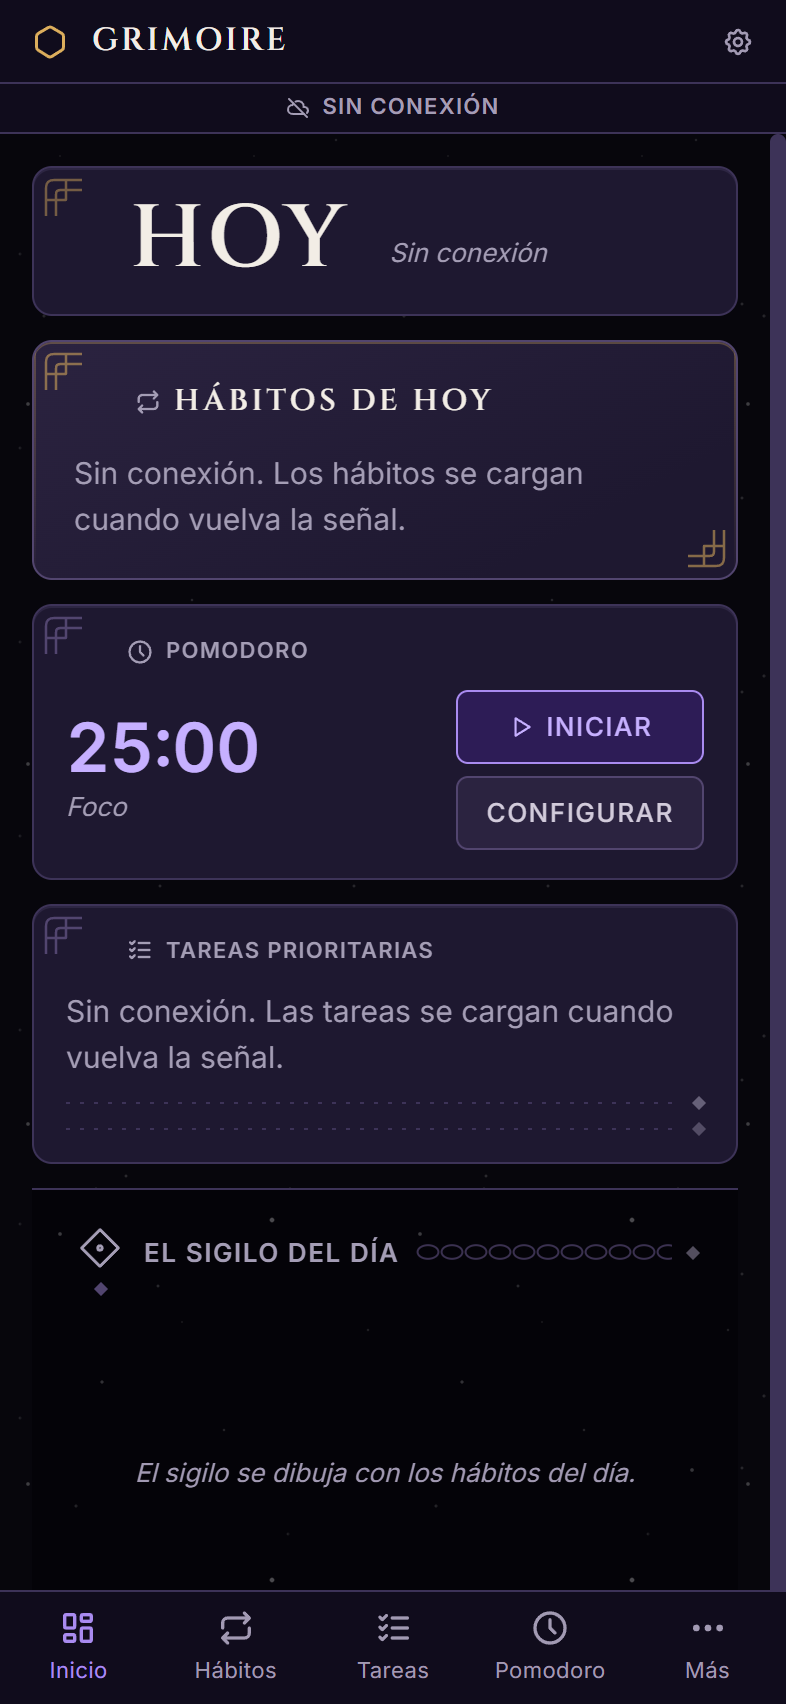 GRIMOIRE
SIN CONEXIÓN
HOY
Sin conexión
HÁBITOS DE HOY
Sin conexión. Los hábitos se cargan
cuando vuelva la señal.
POMODORO
25:00
Foco
INICIAR
CONFIGURAR
TAREAS PRIORITARIAS
Sin conexión. Las tareas se cargan cuando
vuelva la señal.
EL SIGILO DEL DÍA
El sigilo se dibuja con los hábitos del día.
Inicio
Hábitos
Tareas
Pomodoro
Más